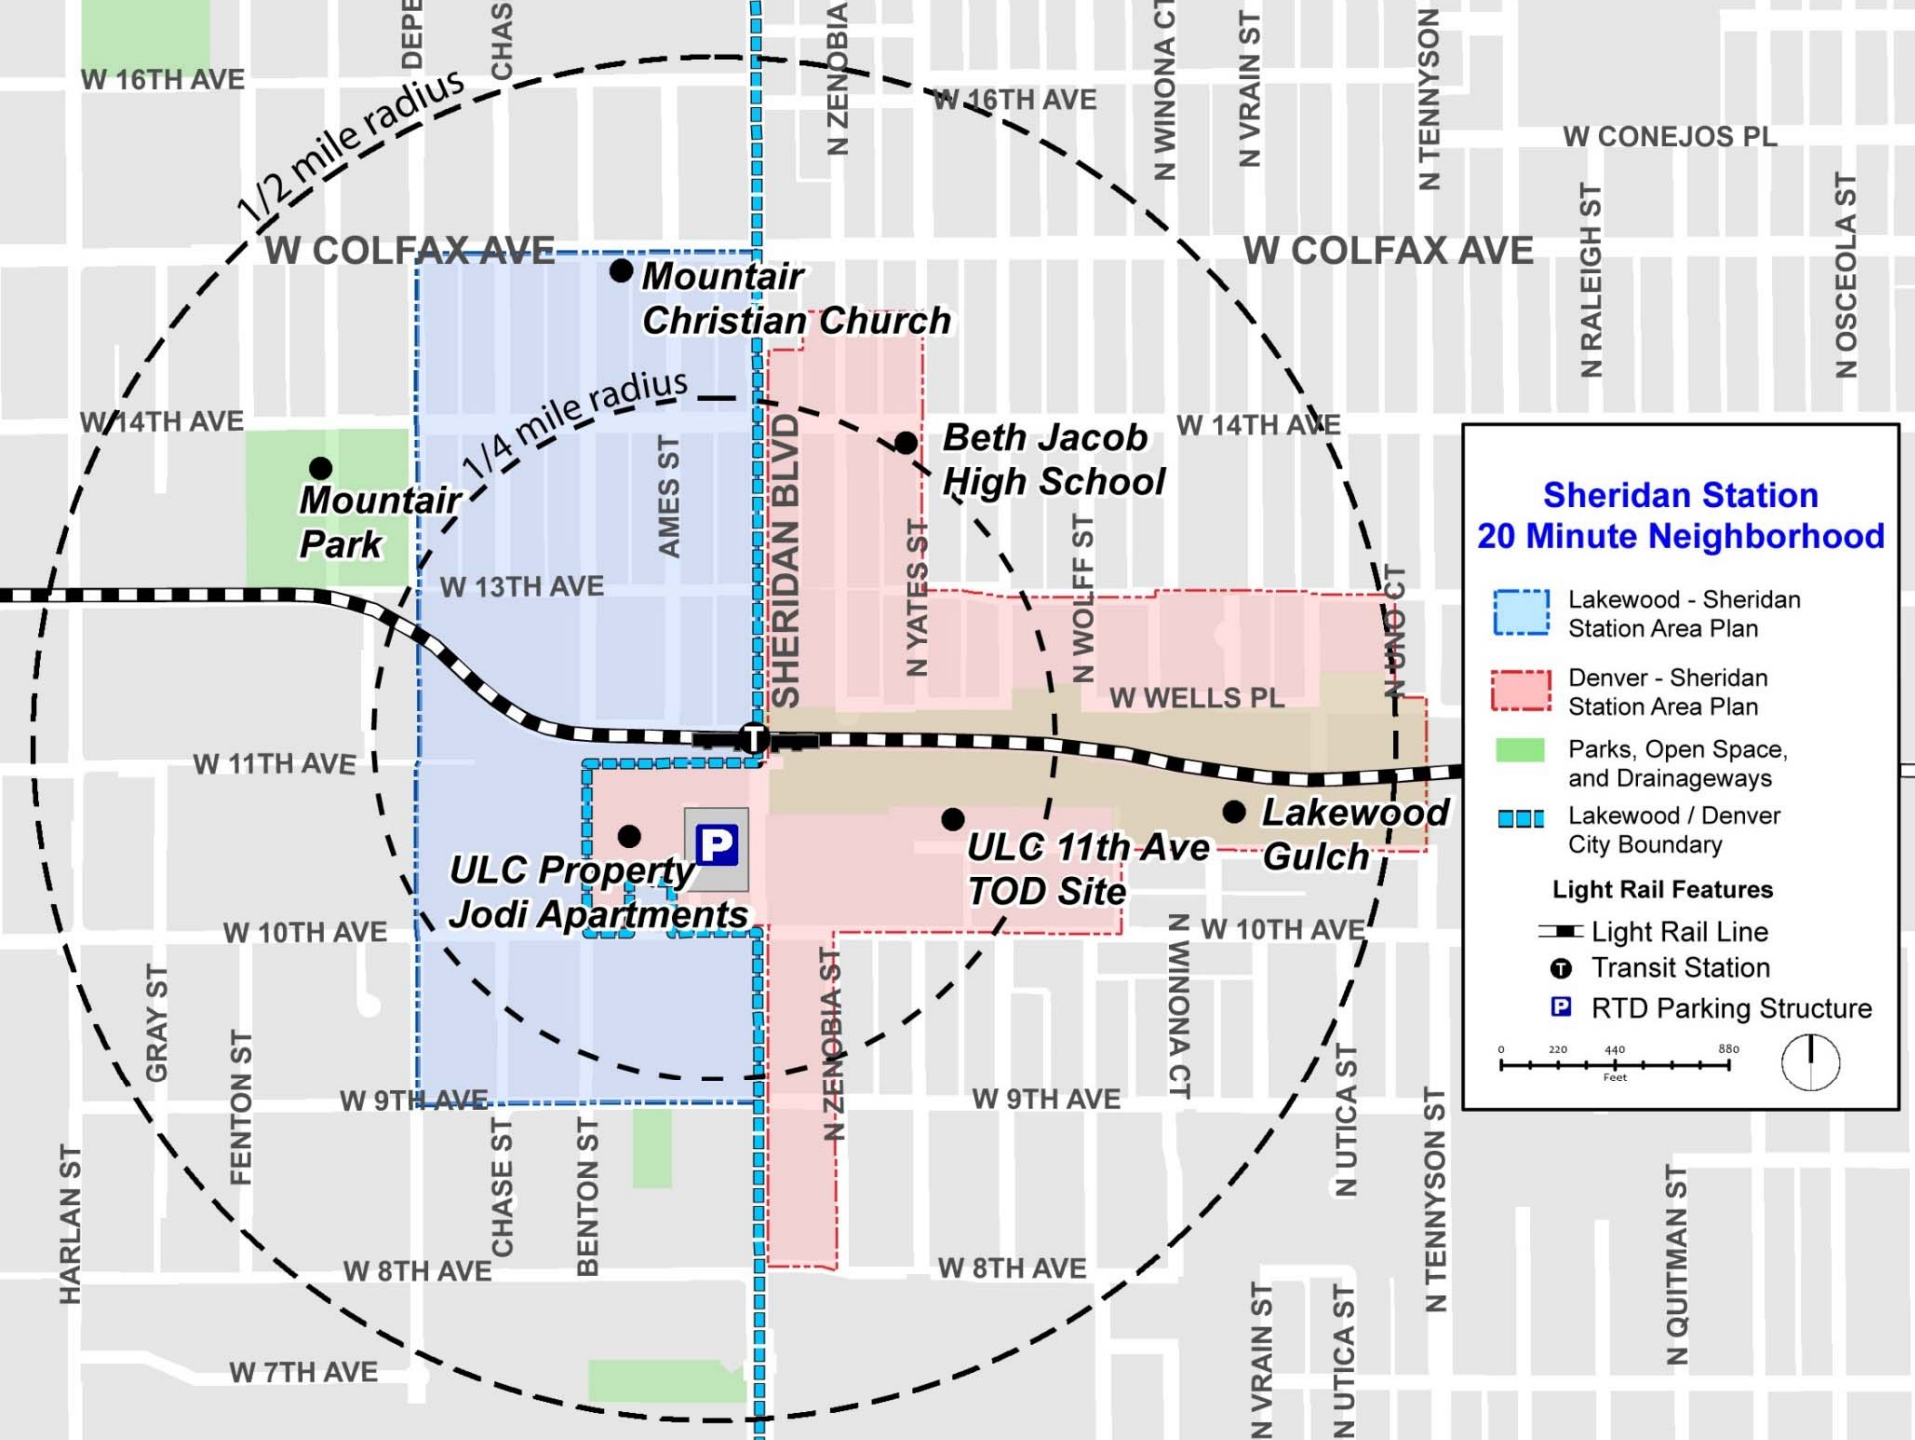 DEPE
CHAS
N ZENOBIA
N WINONA CT
N VRAIN ST
N TENNYSON
W 16TH AVE
1/2 mile radius
W 16TH AVE
W CONEJOS PL
N RALEIGH ST
N OSCEOLA ST
W COLFAX AVE
W COLFAX AVE
Mountair
Christian Church
1/4 mile radius
W 14TH AVE
W 14TH AVE
Mountair
Park
AMES ST
SHERIDAN BLVD
Beth Jacob
High School
N YATES ST
N WOLFF ST
N UNO CT
W 13TH AVE
W WELLS PL
T
W 11TH AVE
P
ULC Property
Jodi Apartments
ULC 11th Ave
TOD Site
Lakewood
Gulch
W 10TH AVE
W 10TH AVE
GRAY ST
FENTON ST
N ZENOBIA ST
N WINONA CT
N UTICA ST
N TENNYSON ST
W 9TH AVE
W 9TH AVE
HARLAN ST
CHASE ST
BENTON ST
N QUITMAN ST
W 8TH AVE
W 8TH AVE
W 7TH AVE
N VRAIN ST
N UTICA ST
Sheridan Station
20 Minute Neighborhood
Lakewood - Sheridan
Station Area Plan
Denver - Sheridan
Station Area Plan
Parks, Open Space,
and Drainageways
Lakewood / Denver
City Boundary
Light Rail Features
Light Rail Line
T Transit Station
P RTD Parking Structure
0 220 440 880
Feet